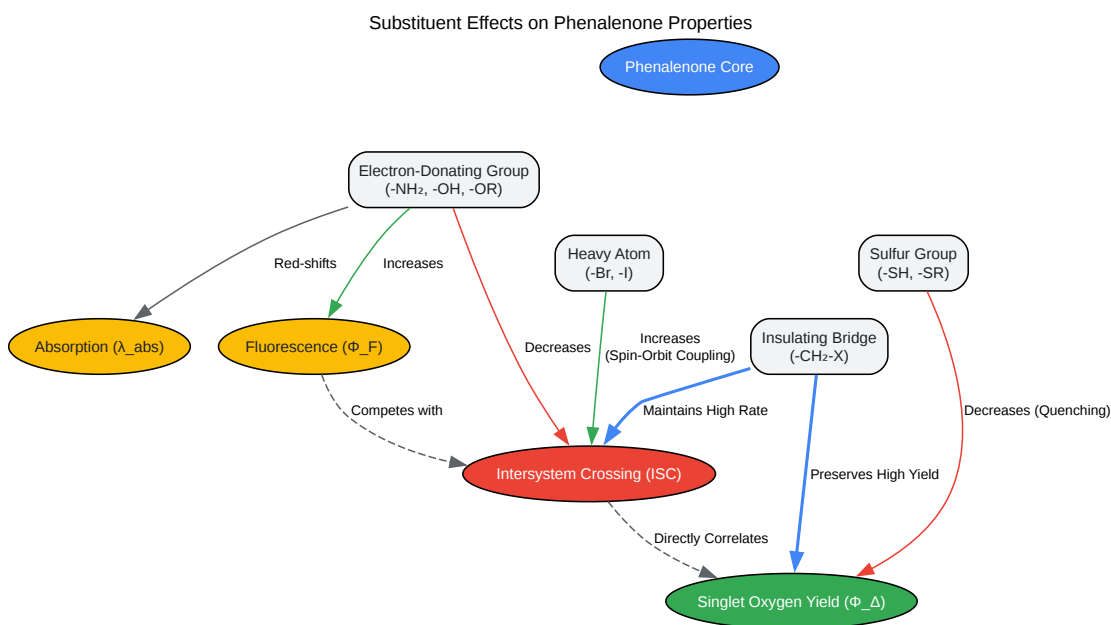 Substituent Effects on Phenalenone Properties
Phenalenone Core
Electron-Donating Group
(-NH₂, -OH, -OR)
Heavy Atom
(-Br, -I)
Sulfur Group
(-SH, -SR)
Red-shifts
Increases
Absorption (λ_abs)
Fluorescence (Φ_F)
Decreases
Increases
(Spin-Orbit Coupling)
Insulating Bridge
(-CH₂-X)
Competes with
Maintains High Rate
Decreases (Quenching)
Intersystem Crossing (ISC)
Preserves High Yield
Directly Correlates
Singlet Oxygen Yield (Φ_Δ)